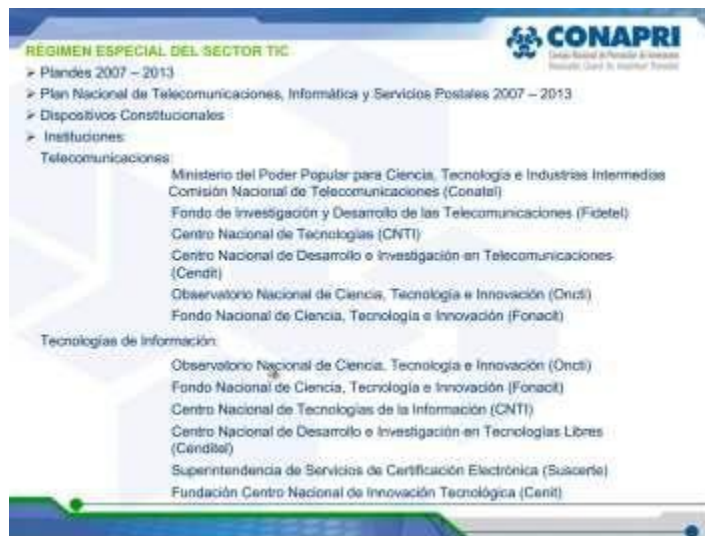 CONAPRI
RÉGIMEN ESPECIAL DEL SECTOR TIC
➢ Plandes 2007 – 2013
➢ Plan Nacional de Telecomunicaciones, Informática y Servicios Postales 2007 – 2013
➢ Dispositivos Constitucionales
➢ Instituciones:
Telecomunicaciones:
Ministerio del Poder Popular para Ciencia, Tecnología e Industrias Intermedias
Comisión Nacional de Telecomunicaciones (Conatel)
Fondo de Investigación y Desarrollo de las Telecomunicaciones (Fidetel)
Centro Nacional de Tecnologías (CNTI)
Centro Nacional de Desarrollo e Investigación en Telecomunicaciones
(Cendit)
Observatorio Nacional de Ciencia, Tecnología e Innovación (Oncti)
Fondo Nacional de Ciencia, Tecnología e Innovación (Fonacit)
Tecnologías de Información:
Observatorio Nacional de Ciencia, Tecnología e Innovación (Oncti)
Fondo Nacional de Ciencia, Tecnología e Innovación (Fonacit)
Centro Nacional de Tecnologías de la Información (CNTI)
Centro Nacional de Desarrollo e Investigación en Tecnologías Libres
(Cenditel)
Superintendencia de Servicios de Certificación Electrónica (Suscerte)
Fundación Centro Nacional de Innovación Tecnológica (Cenit)